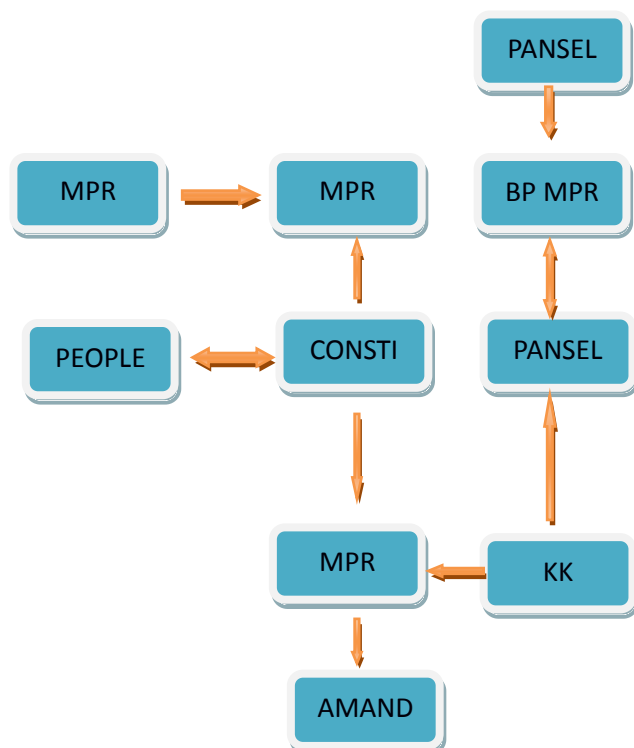 PANSEL
MPR
MPR
BP MPR
PEOPLE
CONSTI
PANSEL
MPR
KK
AMAND